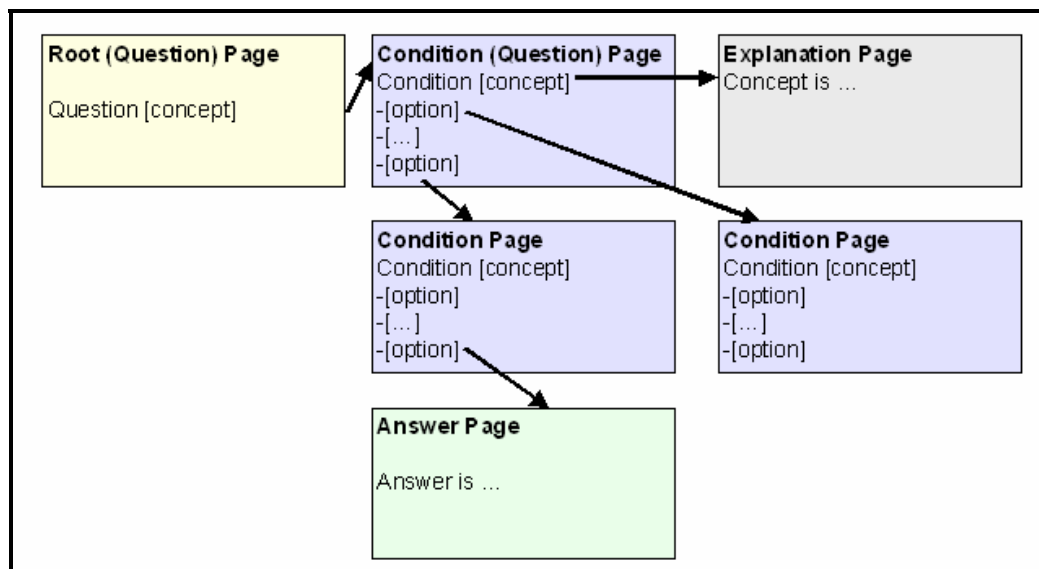 Root (Question) Page
Question [concept]
Condition (Question) Page
Condition [concept]
-[option]
-[...]
-[option]
Explanation Page
Concept is ...
Condition Page
Condition [concept]
-[option]
-[...]
-[option]
Condition Page
Condition [concept]
-[option]
-[...]
-[option]
Answer Page
Answer is ...